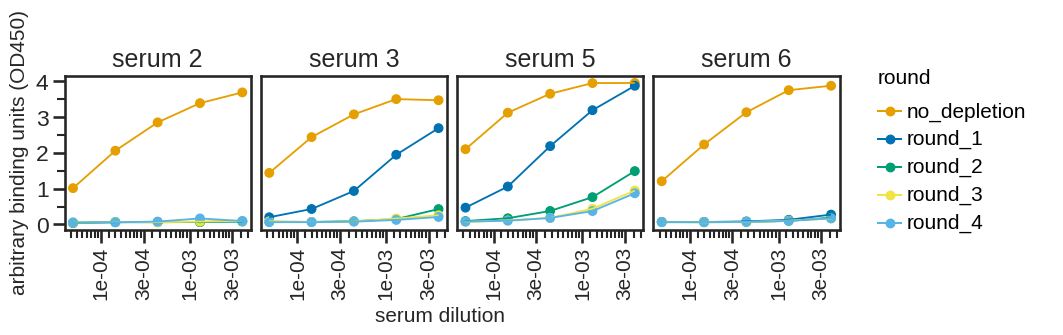 serum 2 serum 3 serum 5 serum 6
arbitrary binding units (OD450)
4
3
2
1
0
1e-04 3e-04 1e-03 3e-03 1e-04 3e-04 1e-03 3e-03 1e-04 3e-04 1e-03 3e-03 1e-04 3e-04 1e-03 3e-03
serum dilution
round
no_depletion
round_1
round_2
round_3
round_4